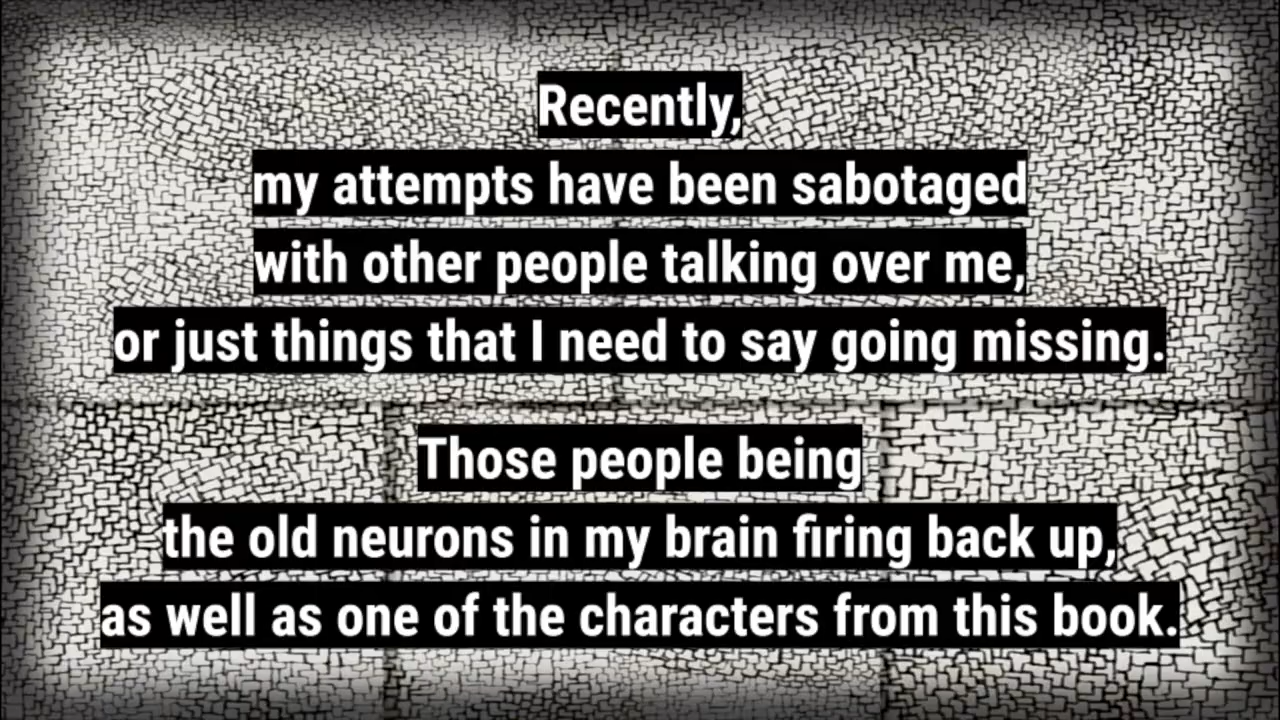 Recently,
my attempts have been sabotaged
with other people talking over me,
or just things that I need to say going missing.
Those people being
the old neurons in my brain firing back up,
as well as one of the characters from this book.